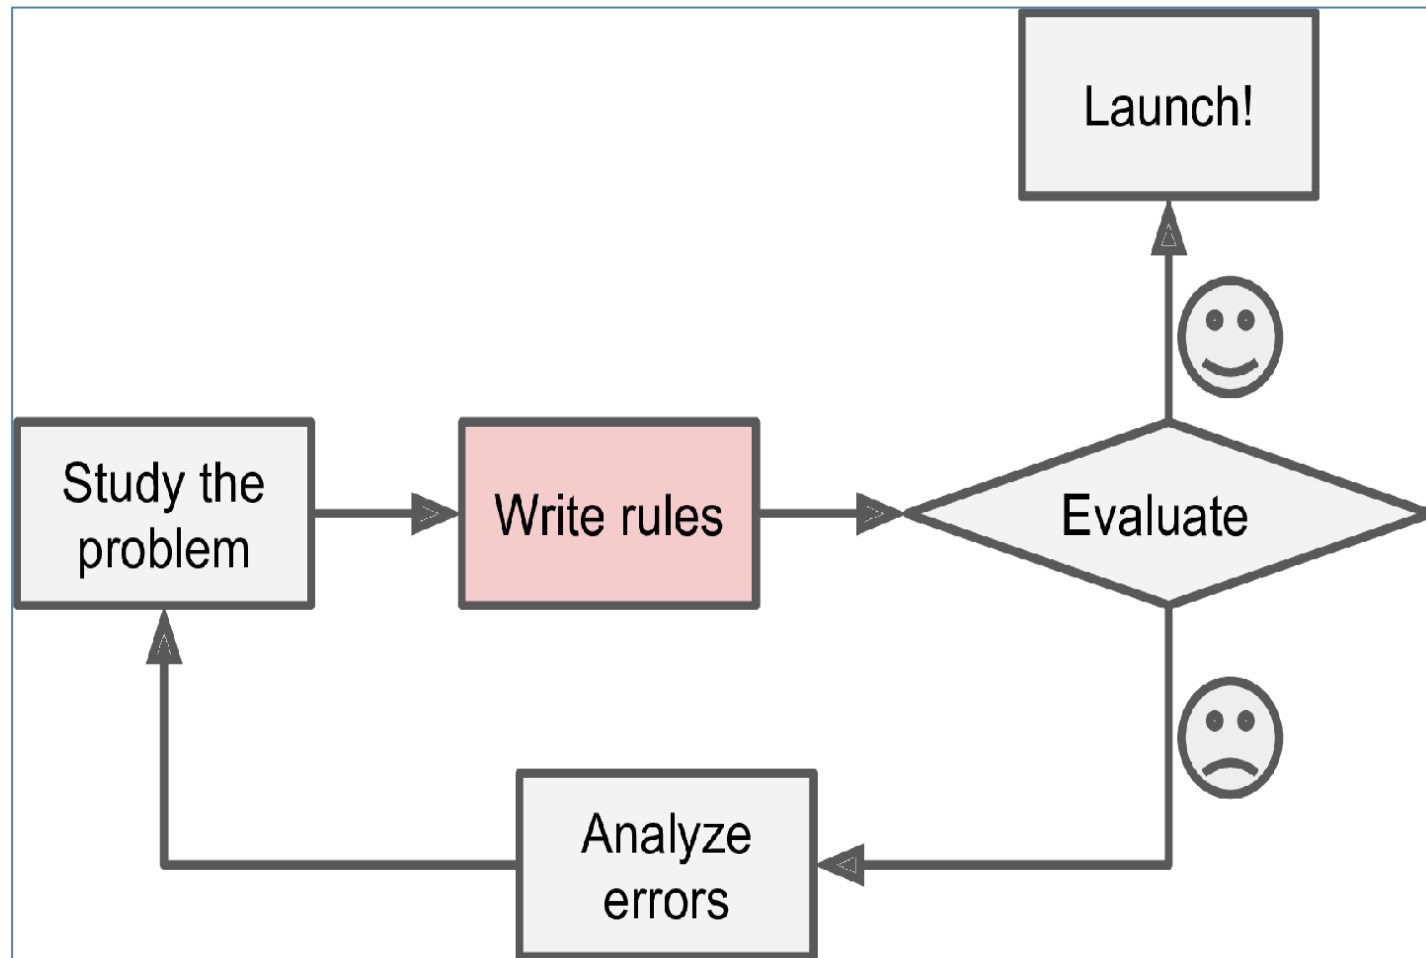 Launch!
Study the
problem
Write rules
Evaluate
Analyze
errors